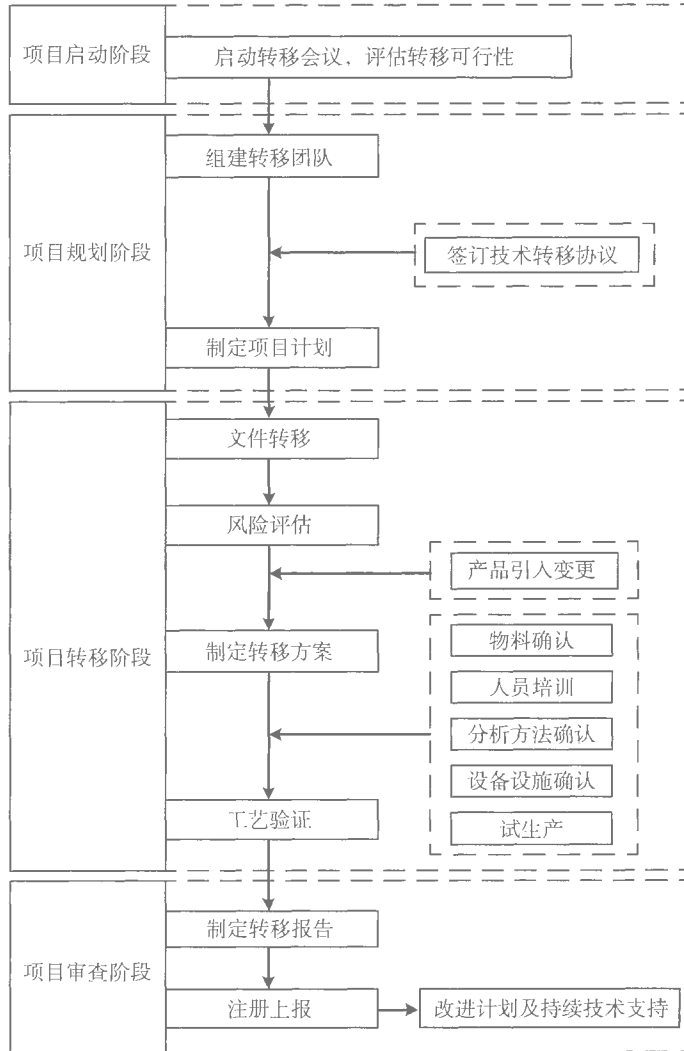 项目启动阶段
启动转移会议、评估转移可行性
项目规划阶段
组建转移团队
签订技术转移协议
制定项目计划
项目转移阶段
文件转移
风险评估
产品引入变更
制定转移方案
物料确认
人员培训
分析方法确认
设备设施确认
试生产
工艺验证
项目审查阶段
制定转移报告
注册上报
改进计划及持续技术支持